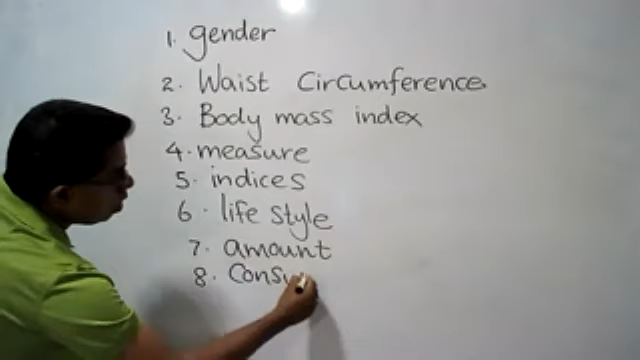 1. gender
2. Waist Circumference
3. Body mass index
4. measure
5. indices
6. life style
7. amount
8. Consu